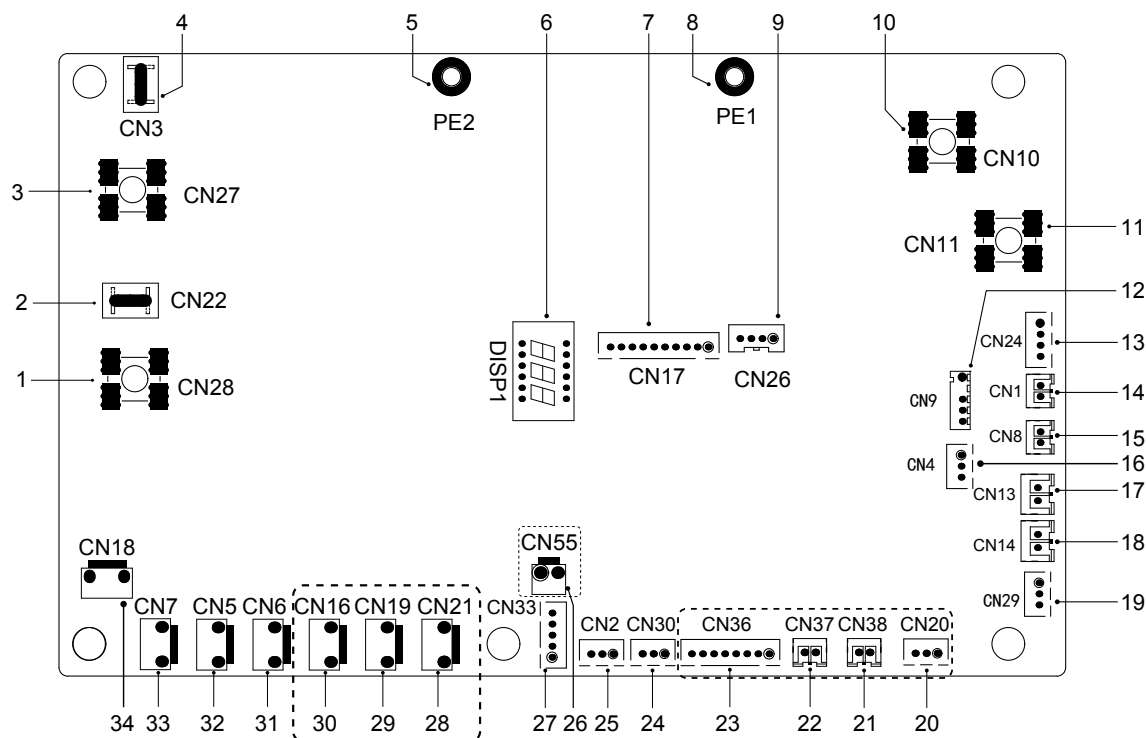 4 5 6 7 8 9 10
CN3 PE2 PE1
CN10
3 CN27
CN11 11
12
2 CN22
CN24 13
DISP1
CN17 CN26
1 CN28
CN9 CN1 14
CN8 15
CN4 16
CN13 17
CN18 CN55 CN14 18
CN7 CN5 CN6 CN16 CN19 CN21 CN33 CN2 CN30 CN36 CN37 CN38 CN20
CN29 19
34 33 32 31 30 29 28 27 26 25 24 23 22 21 20